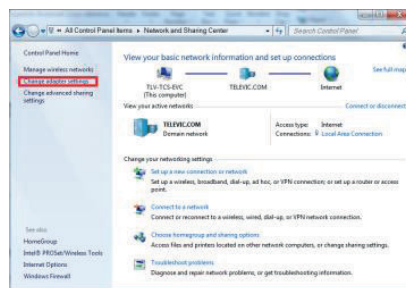 All Control Panel Items
Network and Sharing Center
Search Control Panel
Control Panel Home
Manage wireless networks
Change adapter settings
Change advanced sharing
settings
See also
HomeGroup
Intel® PROSet/Wireless Tools
Internet Options
Windows Firewall
View your basic network information and set up connections
See full map
TLV-TCS-EVC
(This computer)
TELEVIC.COM
Internet
View your active networks
Connect or disconnect
TELEVIC.COM
Domain network
Access type: Internet
Connections: Local Area Connection
Change your networking settings
Set up a new connection or network
Set up a wireless, broadband, dial-up, ad hoc, or VPN connection; or set up a router or access
point.
Connect to a network
Connect or reconnect to a wireless, wired, dial-up, or VPN network connection.
Choose homegroup and sharing options
Access files and printers located on other network computers, or change sharing settings.
Troubleshoot problems
Diagnose and repair network problems, or get troubleshooting information.